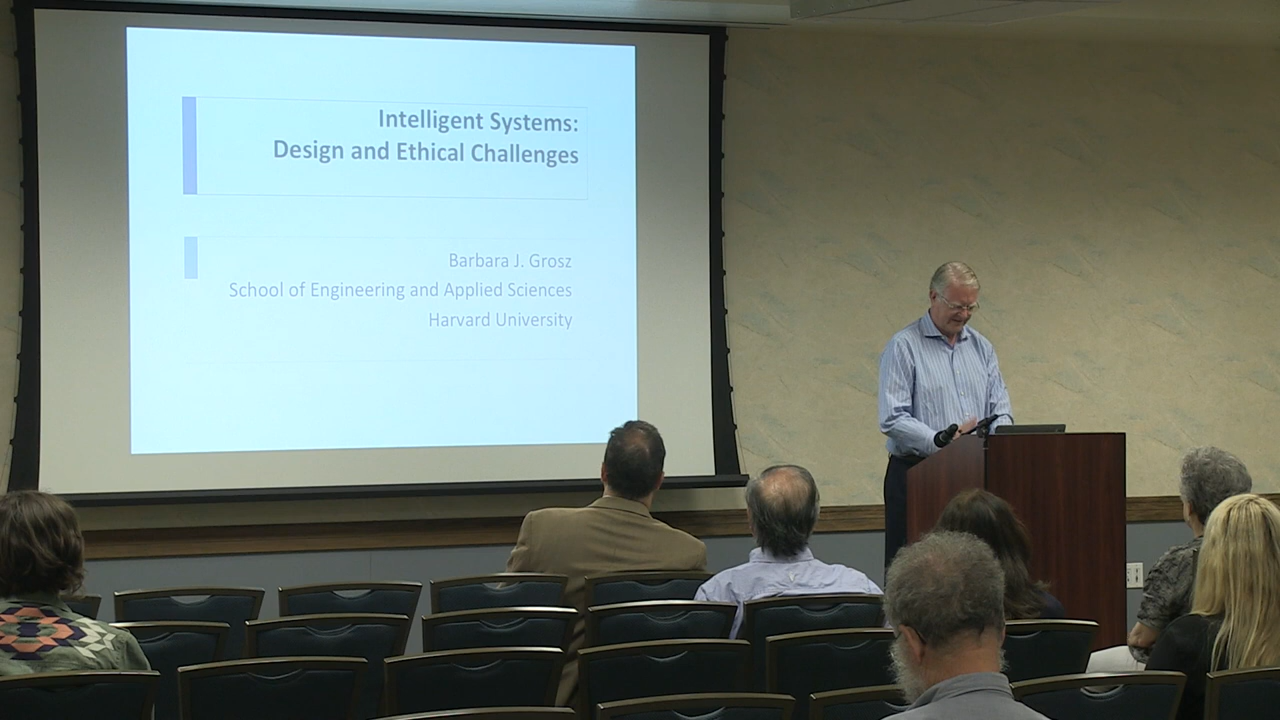 Intelligent Systems:
Design and Ethical Challenges
Barbara J. Grosz
School of Engineering and Applied Sciences
Harvard University